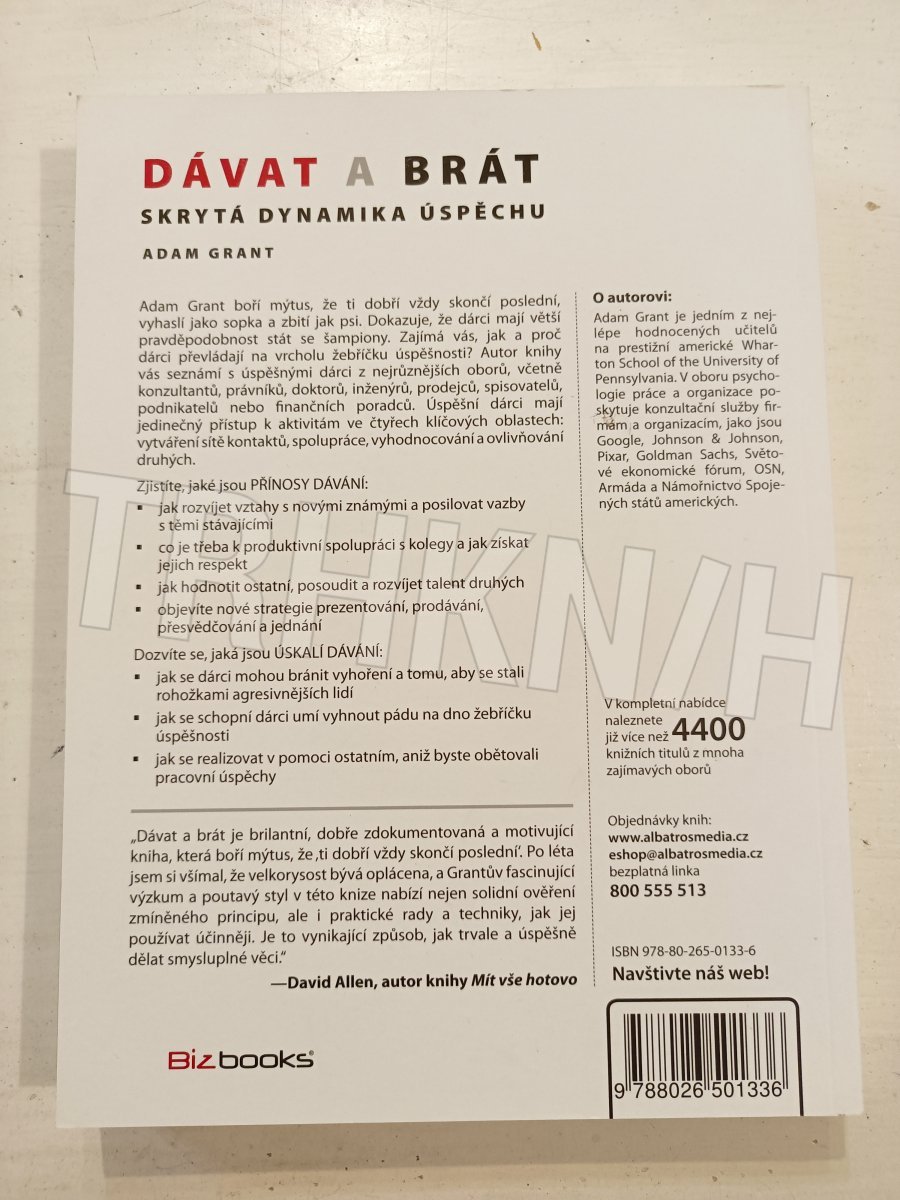 DÁVAT A BRÁT
SKRYTÁ DYNAMIKA ÚSPĚCHU
ADAM GRANT
Adam Grant boří mýtus, že ti dobří vždy skončí poslední,
vyhaslí jako sopka a zbití jak psi. Dokazuje, že dárci mají větší
pravděpodobnost stát se šampiony. Zajímá vás, jak a proč
dárci převládají na vrcholu žebříčku úspěšnosti? Autor knihy
vás seznámí s úspěšnými dárci z nejrůznějších oborů, včetně
konzultantů, právníků, doktorů, inženýrů, prodejců, spisovatelů,
podnikatelů nebo finančních poradců. Úspěšní dárci mají
jedinečný přístup k aktivitám ve čtyřech klíčových oblastech:
vytváření sítě kontaktů, spolupráce, vyhodnocování a ovlivňování
druhých.
Zjistíte, jaké jsou PŘÍNOSY DÁVÁNÍ:
▪ jak rozvíjet vztahy s novými známými a posilovat vazby
s těmi stávajícími
▪ co je třeba k produktivní spolupráci s kolegy a jak získat
jejich respekt
▪ jak hodnotit ostatní, posoudit a rozvíjet talent druhých
▪ objevíte nové strategie prezentování, prodávání,
přesvědčování a jednání
Dozvíte se, jaká jsou ÚSKALÍ DÁVÁNÍ:
▪ jak se dárci mohou bránit vyhoření a tomu, aby se stali
rohožkami agresivnějších lidí
▪ jak se schopní dárci umí vyhnout pádu na dno žebříčku
úspěšnosti
▪ jak se realizovat v pomoci ostatním, aniž byste obětovali
pracovní úspěchy
„Dávat a brát je brilantní, dobře zdokumentovaná a motivující
kniha, která boří mýtus, že ‚ti dobří vždy skončí poslední‘. Po léta
jsem si všímal, že velkorysost bývá oplácena, a Grantův fascinující
výzkum a poutavý styl v této knize nabízí nejen solidní ověření
zmíněného principu, ale i praktické rady a techniky, jak jej
používat účinněji. Je to vynikající způsob, jak trvale a úspěšně
dělat smysluplné věci.“
—David Allen, autor knihy Mít vše hotovo
Bizbooks®
O autorovi:
Adam Grant je jedním z nej-
lépe hodnocených učitelů
na prestižní americké Whar-
ton School of the University of
Pennsylvania. V oboru psycho-
logie práce a organizace po-
skytuje konzultační služby fir-
mám a organizacím, jako jsou
Google, Johnson & Johnson,
Pixar, Goldman Sachs, Světo-
vé ekonomické fórum, OSN,
Armáda a Námořnictvo Spoje-
ných států amerických.
V kompletní nabídce
naleznete
již více než 4400
knižních titulů z mnoha
zajímavých oborů
Objednávky knih:
www.albatrosmedia.cz
eshop@albatrosmedia.cz
bezplatná linka
800 555 513
ISBN 978-80-265-0133-6
Navštivte náš web!
9 788026 501336
TRHKNIH